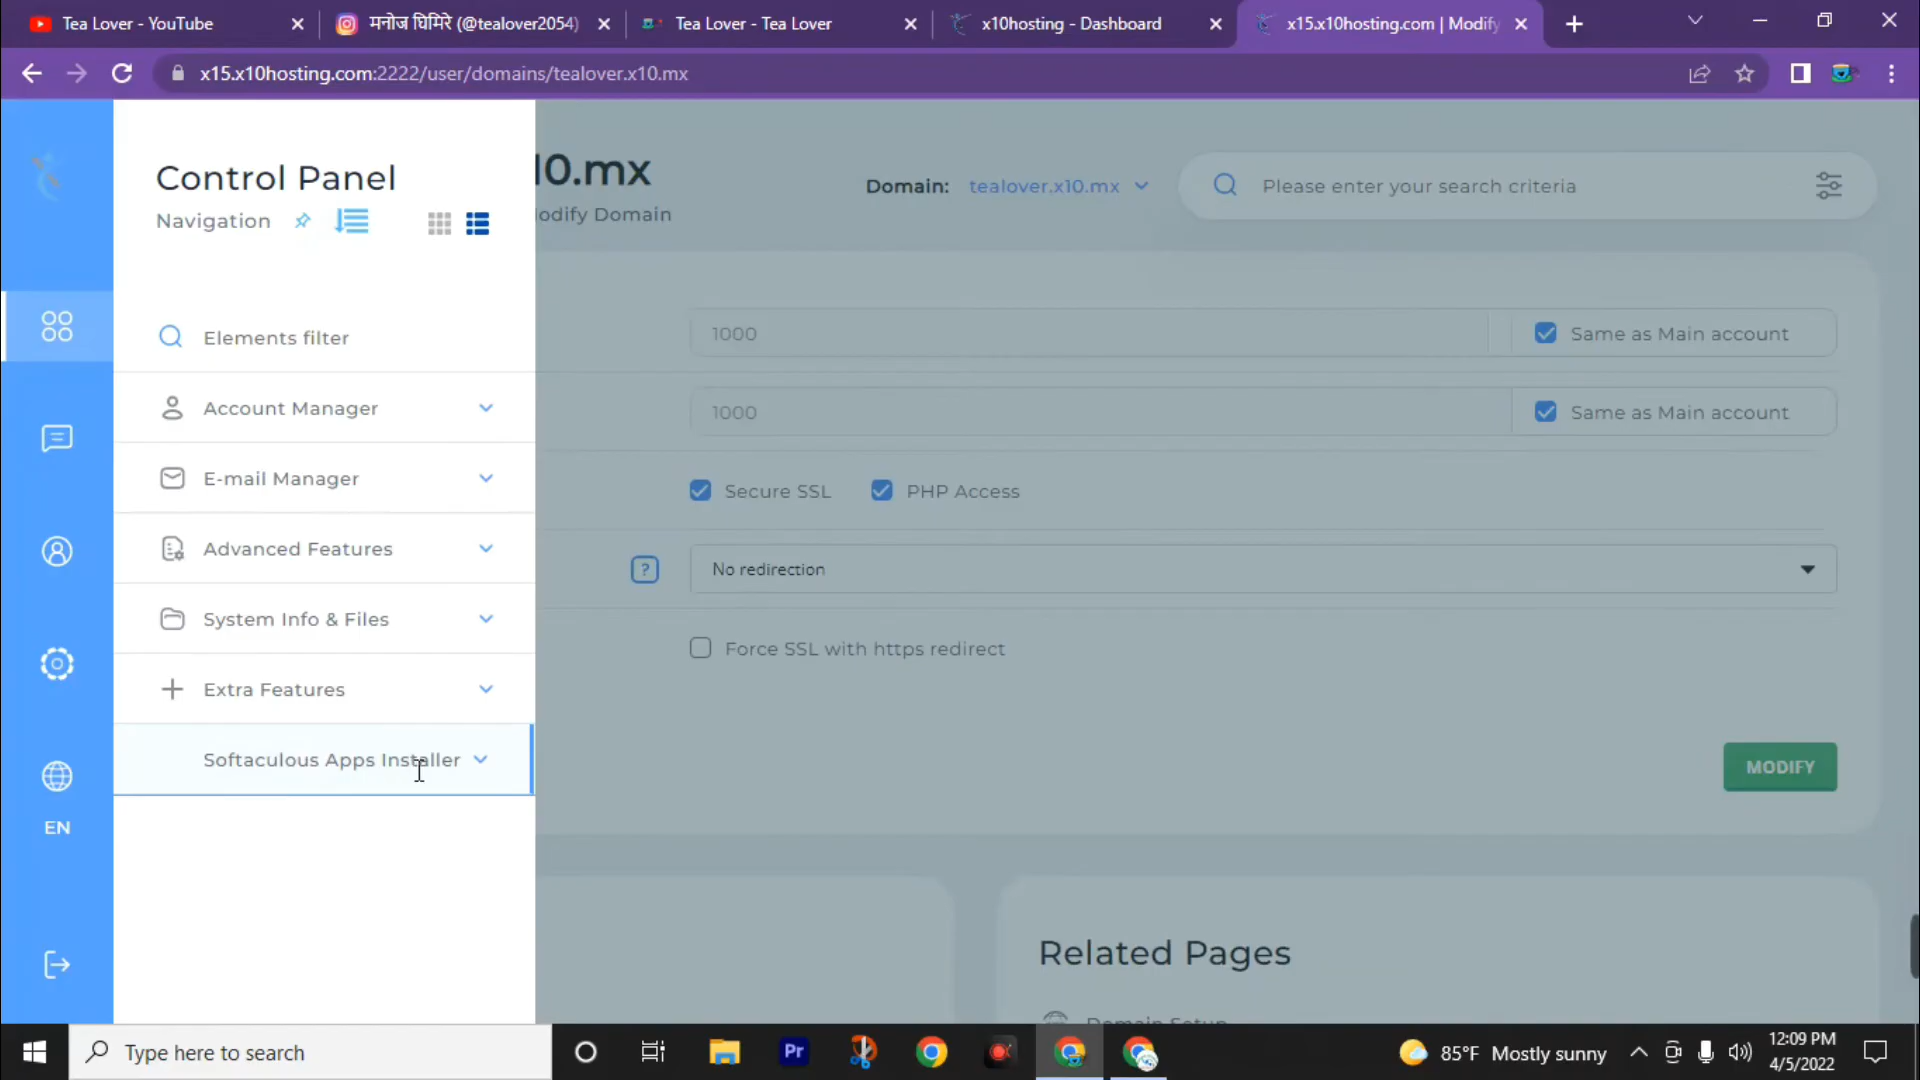 Tea Lover - YouTube
मनोज घिमिरे (@tealover2054)
Tea Lover - Tea Lover
x10hosting - Dashboard
x15.x10hosting.com | Modify
x15.x10hosting.com:2222/user/domains/tealover.x10.mx
Control Panel
Navigation
10.mx
odify Domain
Domain: tealover.x10.mx
Please enter your search criteria
Elements filter
Account Manager
E-mail Manager
Advanced Features
System Info & Files
Extra Features
Softaculous Apps Installer
EN
1000
Same as Main account
1000
Same as Main account
Secure SSL
PHP Access
?
No redirection
Force SSL with https redirect
MODIFY
Related Pages
Domain Setup
Type here to search
Pr
85°F Mostly sunny
12:09 PM
4/5/2022